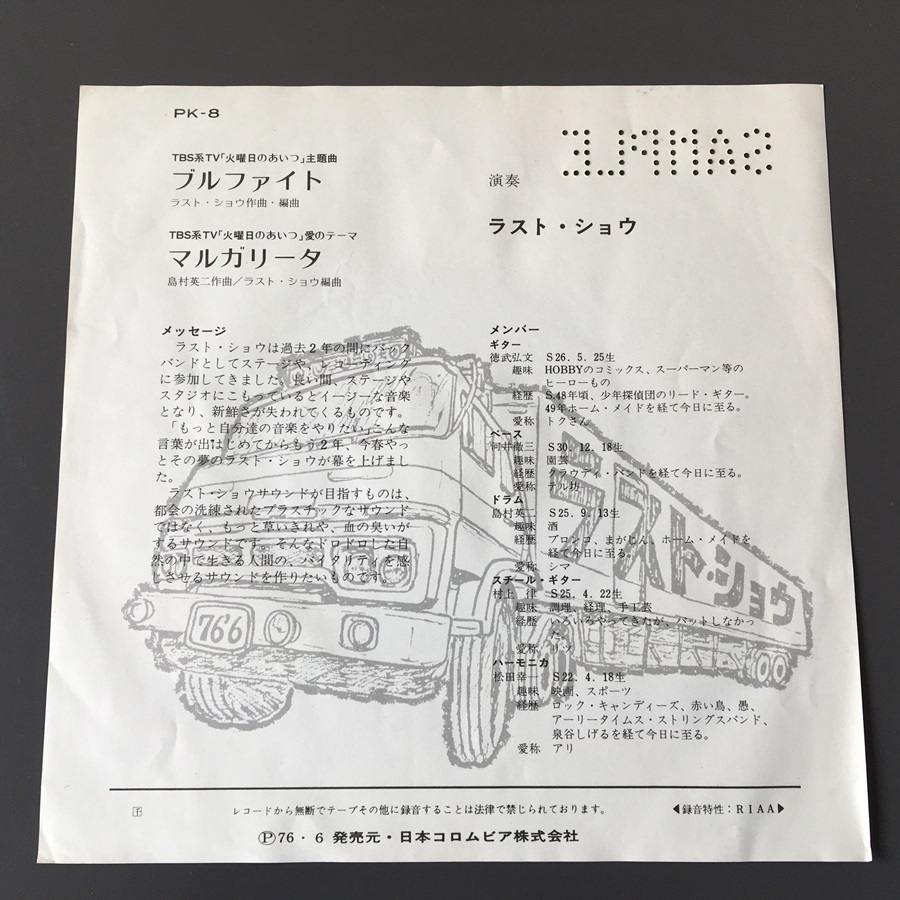 PK-8
TBS系TV「火曜日のあいつ」主題曲
ブルファイト
ラスト・ショウ作曲・編曲
TBS系TV「火曜日のあいつ」愛のテーマ
マルガリータ
島村英二作曲/ラスト・ショウ編曲
SAMPLE
演奏
ラスト・ショウ
メッセージ
ラスト・ショウは過去2年の間にバック
バンドとしてステージや、レコーディング
に参加してきました。長い間、ステージや
スタジオにこもっているとイージーな音楽
となり、新鮮さが失われてくるものです。
「もっと自分達の音楽をやりたい」こんな
言葉が出はじめてからもう2年、今春やっ
とその夢のラスト・ショウが幕を上げまし
た。
ラスト・ショウサウンドが目指すものは、
都会の洗練されたプラスチックなサウンド
ではなく、もっと草いきれや、血の臭いが
するサウンドです。そんなドロドロした自
然の中で生きる人間の、バイタリティを感
じさせるサウンドを作りたいものです。
メンバー
ギター
徳武弘文 S26.5.25生
趣味 HOBBYのコミックス、スーパーマン等の
ヒーローもの
経歴 S.48年頃、少年探偵団のリード・ギター。
49年ホーム・メイドを経て今日に至る。
愛称 トクさん
ベース
河井徹三 S30.12.18生
趣味 園芸
経歴 クラウディ・バンドを経て今日に至る。
愛称 テル坊
ドラム
島村英二 S25.9.13生
趣味 酒
経歴 ブロンコ、まがじん、ホーム・メイドを
経て今日に至る。
愛称 シマ
スチール・ギター
村上 律 S25.4.22生
趣味 調理、経理、手工芸
経歴 いろいろやってきたが、パットしなかっ
た。
愛称 リツ
ハーモニカ
松田幸一 S22.4.18生
趣味 映画、スポーツ
経歴 ロック・キャンディーズ、赤い鳥、愚、
アーリータイムス・ストリングスバンド、
泉谷しげるを経て今日に至る。
愛称 アリ
ラスト・ショウ
766
レコードから無断でテープその他に録音することは法律で禁じられております。
◀録音特性:RIAA▶
Ⓟ76・6 発売元・日本コロムビア株式会社